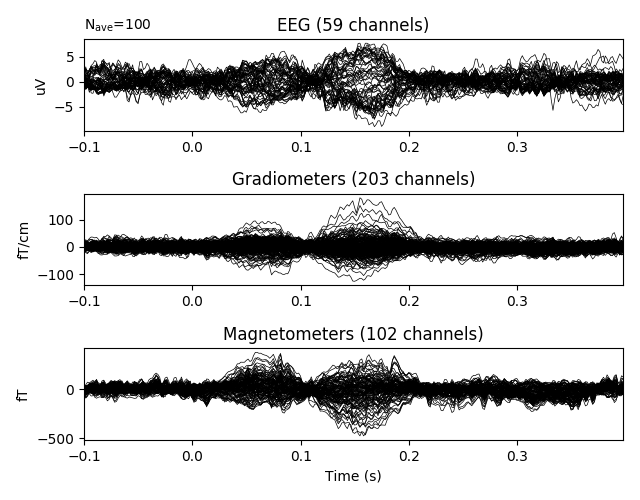 N_ave=100
EEG (59 channels)
uV
5
0
−5
−0.1 0.0 0.1 0.2 0.3
Gradiometers (203 channels)
fT/cm
100
0
−100
−0.1 0.0 0.1 0.2 0.3
Magnetometers (102 channels)
fT
0
−500
−0.1 0.0 0.1 0.2 0.3
Time (s)